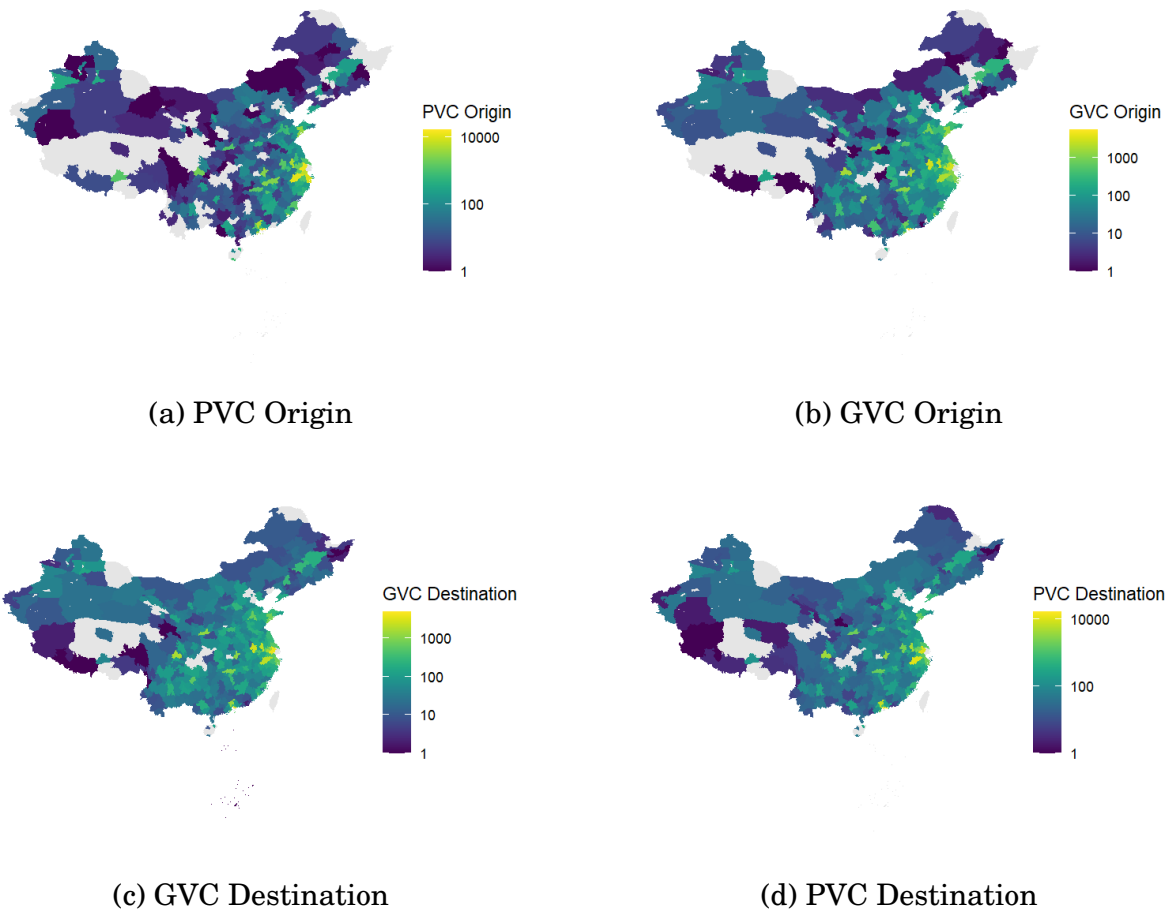 PVC Origin
10000
100
1
GVC Origin
1000
100
10
1
(a) PVC Origin
(b) GVC Origin
GVC Destination
1000
100
10
1
PVC Destination
10000
100
1
(c) GVC Destination
(d) PVC Destination